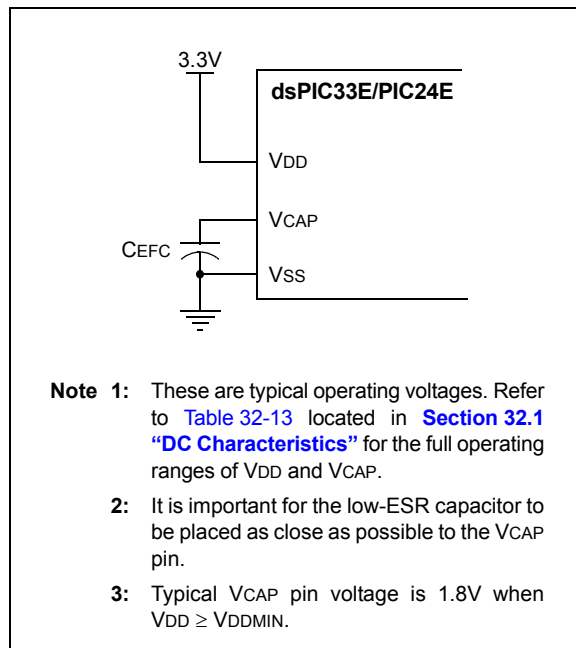 3.3V
dsPIC33E/PIC24E
VDD
VCAP
CEFC
VSS
Note 1: These are typical operating voltages. Refer
to Table 32-13 located in Section 32.1
“DC Characteristics” for the full operating
ranges of VDD and VCAP.
2: It is important for the low-ESR capacitor to
be placed as close as possible to the VCAP
pin.
3: Typical VCAP pin voltage is 1.8V when
VDD ≥ VDDMIN.